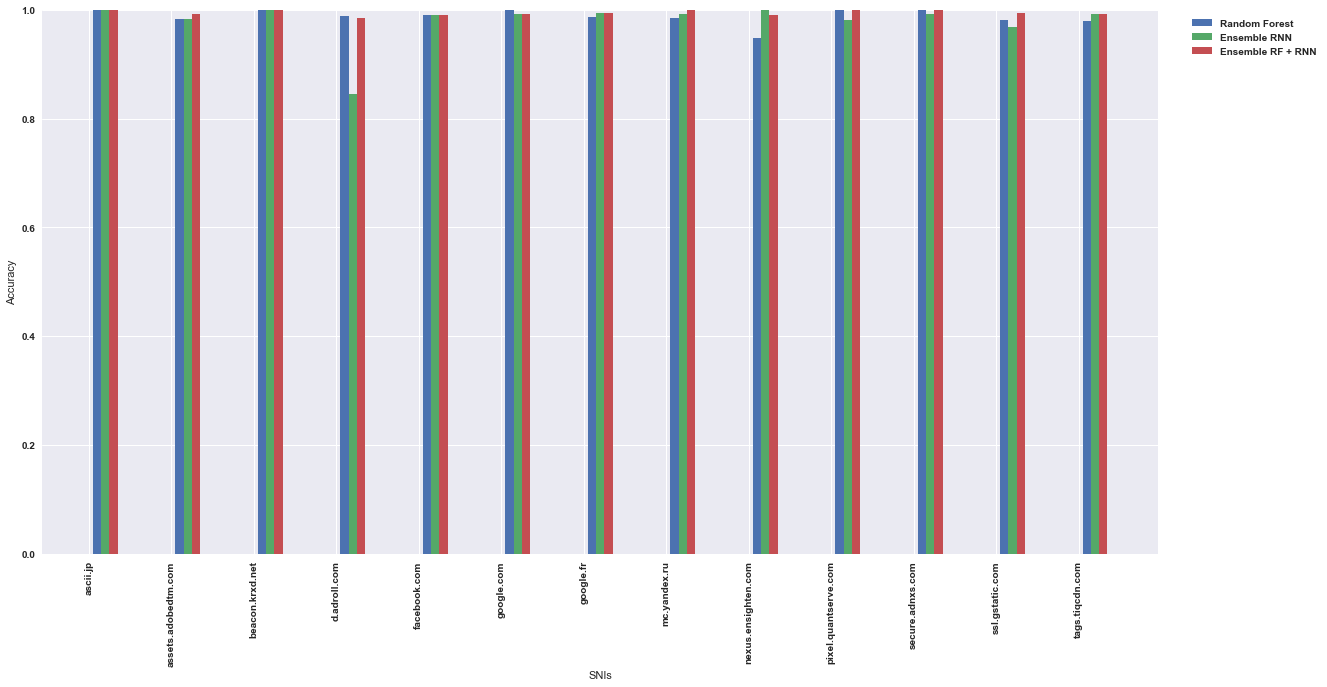 1.0
0.8
0.6
0.4
0.2
0.0
Accuracy
ascii.jp
assets.adobedtm.com
beacon.krxd.net
d.adroll.com
facebook.com
google.com
google.fr
mc.yandex.ru
nexus.ensighten.com
pixel.quantserve.com
secure.adnxs.com
ssl.gstatic.com
tags.tiqcdn.com
SNIs
Random Forest
Ensemble RNN
Ensemble RF + RNN